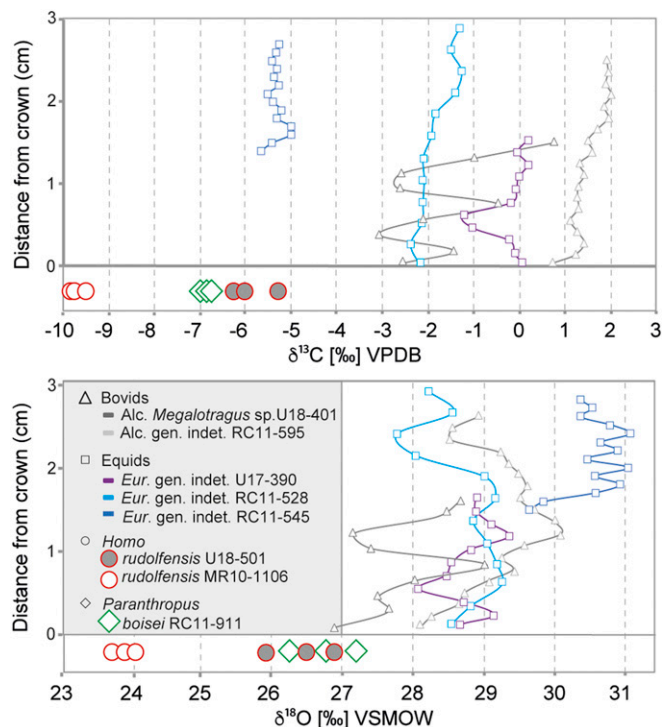 3
2
1
0
Distance from crown (cm)
-10 -9 -8 -7 -6 -5 -4 -3 -2 -1 0 1 2 3
δ¹³C [‰] VPDB
Bovids
Alc. Megalotragus sp.U18-401
Alc. gen. indet. RC11-595
Equids
Eur. gen. indet. U17-390
Eur. gen. indet. RC11-528
Eur. gen. indet. RC11-545
Homo
rudolfensis U18-501
rudolfensis MR10-1106
Paranthropus
boisei RC11-911
3
2
1
0
Distance from crown (cm)
23 24 25 26 27 28 29 30 31
δ¹⁸O [‰] VSMOW